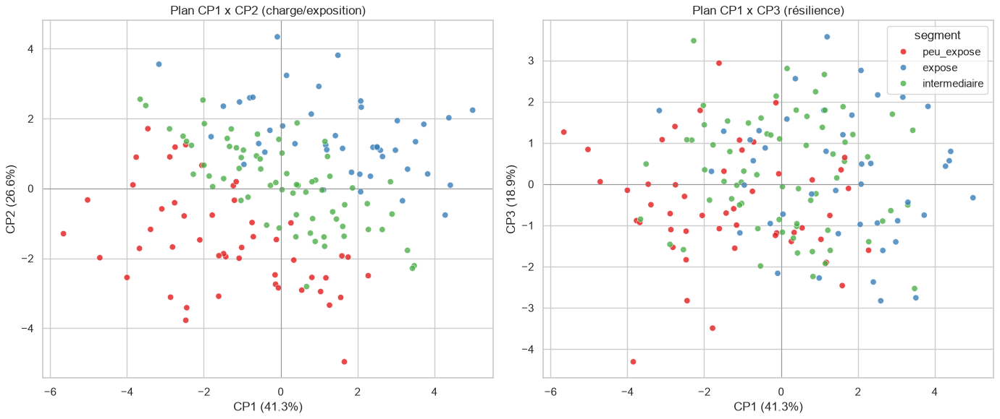 Plan CP1 x CP2 (charge/exposition)
4
2
0
−2
−4
CP2 (26.6%)
−6
−4
−2
0
2
4
CP1 (41.3%)
Plan CP1 x CP3 (résilience)
segment
peu_expose
expose
intermediaire
3
2
1
0
−1
−2
−3
−4
CP3 (18.9%)
−6
−4
−2
0
2
4
CP1 (41.3%)